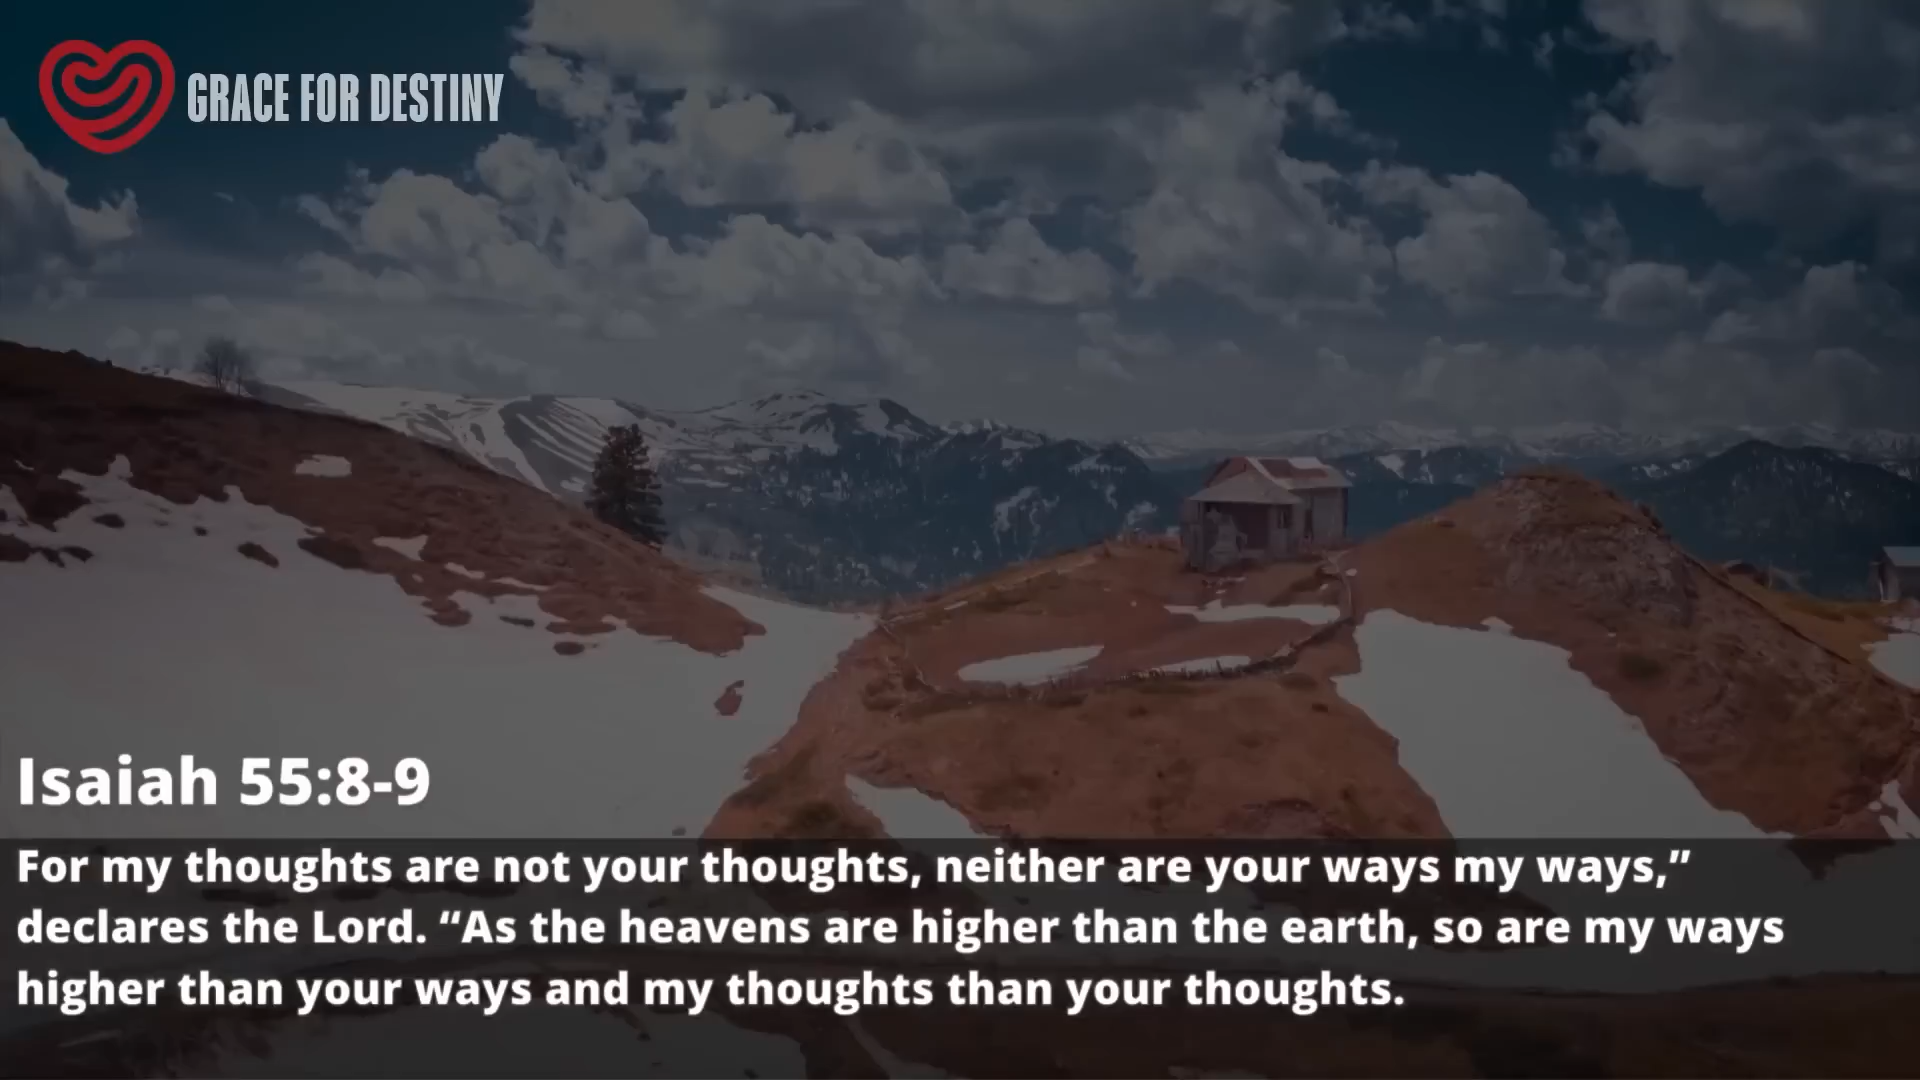 GRACE FOR DESTINY
Isaiah 55:8-9
For my thoughts are not your thoughts, neither are your ways my ways,”
declares the Lord. “As the heavens are higher than the earth, so are my ways
higher than your ways and my thoughts than your thoughts.